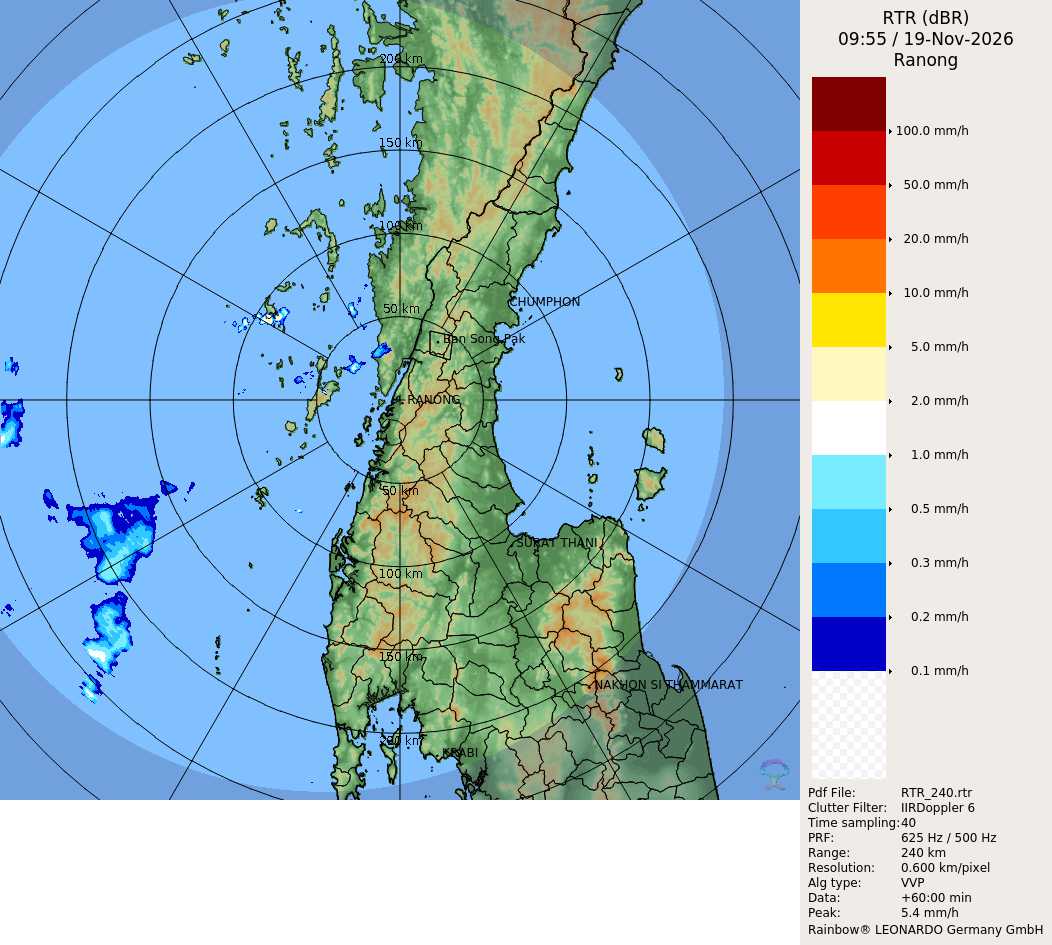 RTR (dBR)
09:55 / 19-Nov-2026
Ranong
100.0 mm/h
50.0 mm/h
20.0 mm/h
10.0 mm/h
5.0 mm/h
2.0 mm/h
1.0 mm/h
0.5 mm/h
0.3 mm/h
0.2 mm/h
0.1 mm/h
Pdf File: RTR_240.rtr
Clutter Filter: IIRDoppler 6
Time sampling:40
PRF: 625 Hz / 500 Hz
Range: 240 km
Resolution: 0.600 km/pixel
Alg type: VVP
Data: +60:00 min
Peak: 5.4 mm/h
Rainbow® LEONARDO Germany GmbH
200 km
150 km
100 km
50 km
CHUMPHON
Ban Song Pak
RANONG
50 km
SURAT THANI
100 km
150 km
NAKHON SI THAMMARAT
200 km
KRABI